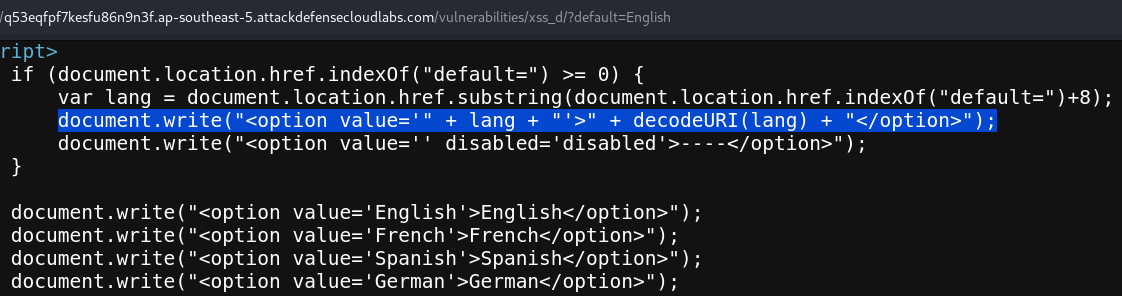 /q53eqfpf7kesfu86n9n3f.ap-southeast-5.attackdefensecloudlabs.com/vulnerabilities/xss_d/?default=English
ript>
if (document.location.href.indexOf("default=") >= 0) {
var lang = document.location.href.substring(document.location.href.indexOf("default=")+8);
document.write("<option value='" + lang + "'>" + decodeURI(lang) + "</option>");
document.write("<option value='' disabled='disabled'>----</option>");
}
document.write("<option value='English'>English</option>");
document.write("<option value='French'>French</option>");
document.write("<option value='Spanish'>Spanish</option>");
document.write("<option value='German'>German</option>");